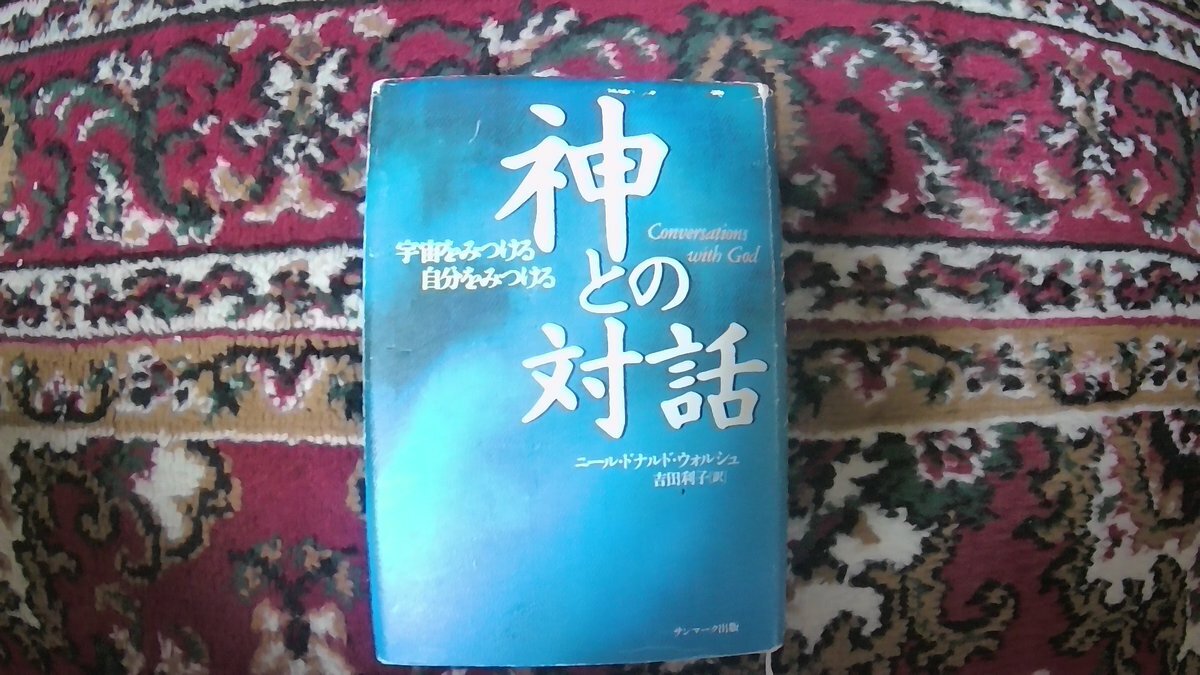 神
との
対話
Conversations
with God
宇宙をみつける
自分をみつける
ニール・ドナルド・ウォルシュ
吉田利子[訳]
サンマーク出版